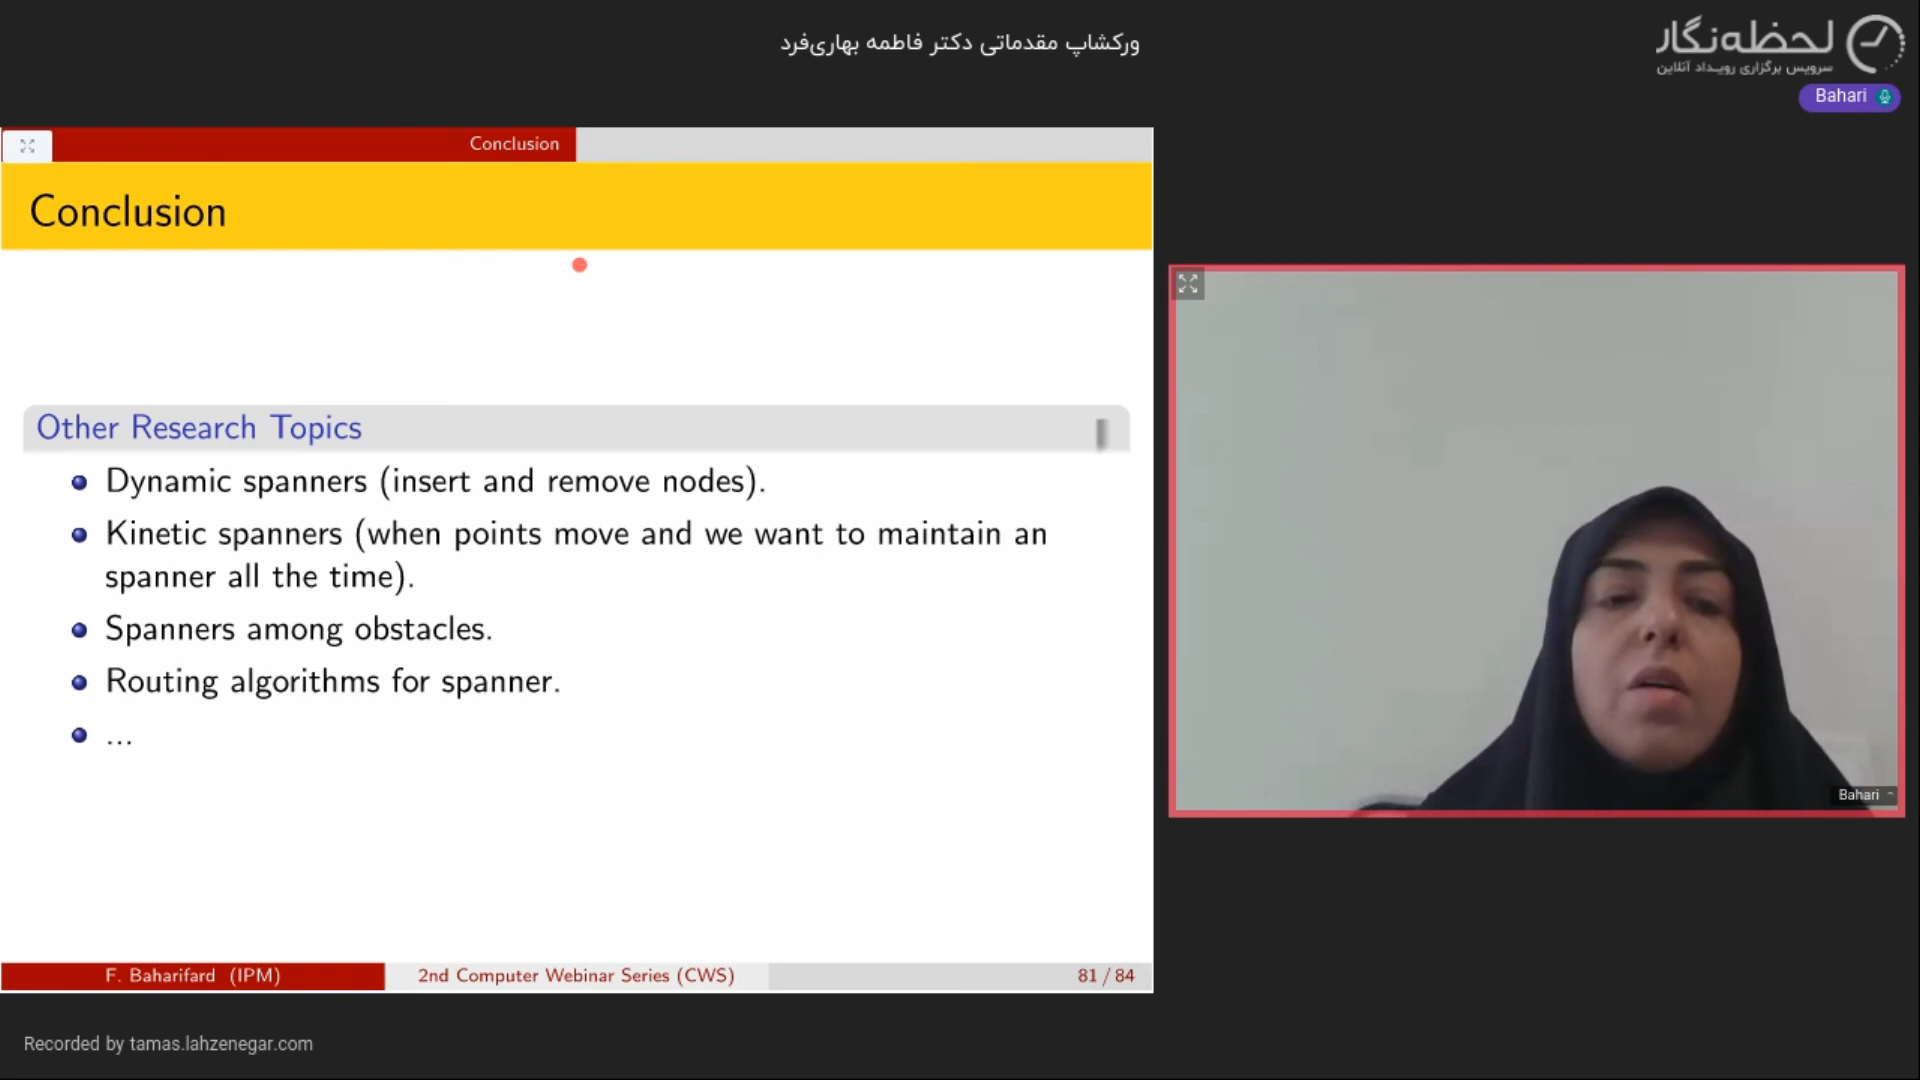 ورکشاپ مقدماتی دکتر فاطمه بهاری‌فرد
لحظه‌نگار
سرویس برگزاری رویداد آنلاین
Bahari
Conclusion
Conclusion
Other Research Topics
Dynamic spanners (insert and remove nodes).
Kinetic spanners (when points move and we want to maintain an
spanner all the time).
Spanners among obstacles.
Routing algorithms for spanner.
...
Bahari
F. Baharifard (IPM)
2nd Computer Webinar Series (CWS)
81 / 84
Recorded by tamas.lahzenegar.com